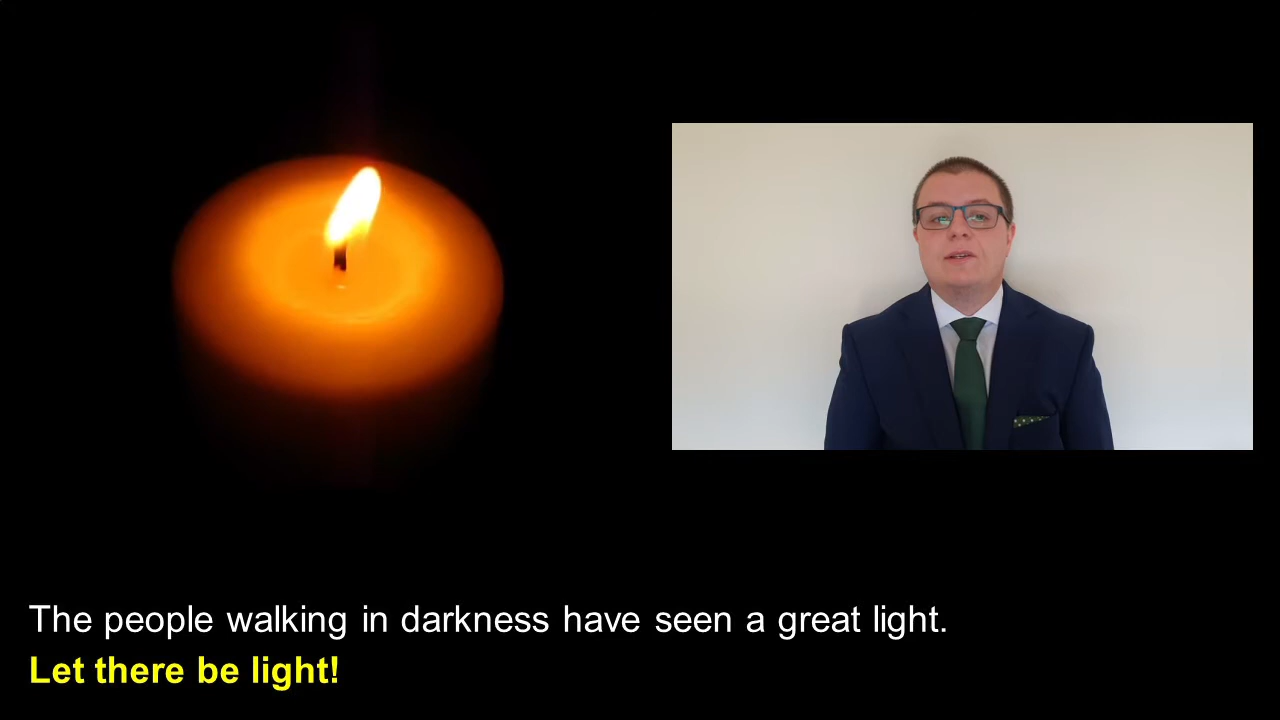 The people walking in darkness have seen a great light.
Let there be light!